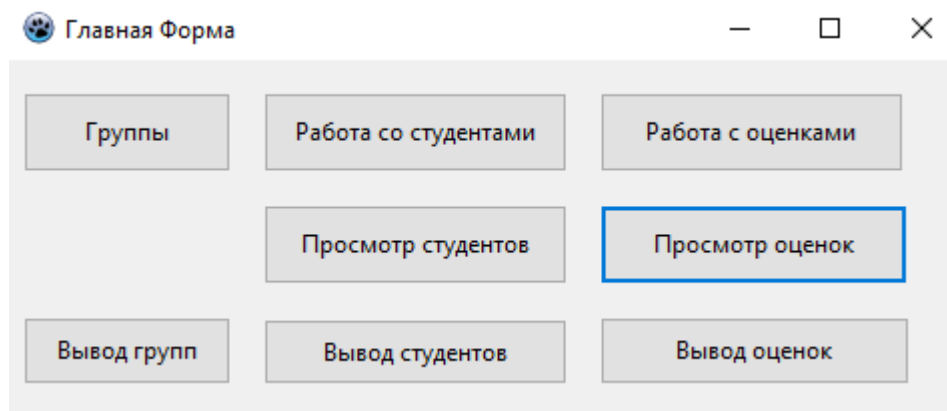 Главная Форма
Группы
Работа со студентами
Работа с оценками
Просмотр студентов
Просмотр оценок
Вывод групп
Вывод студентов
Вывод оценок